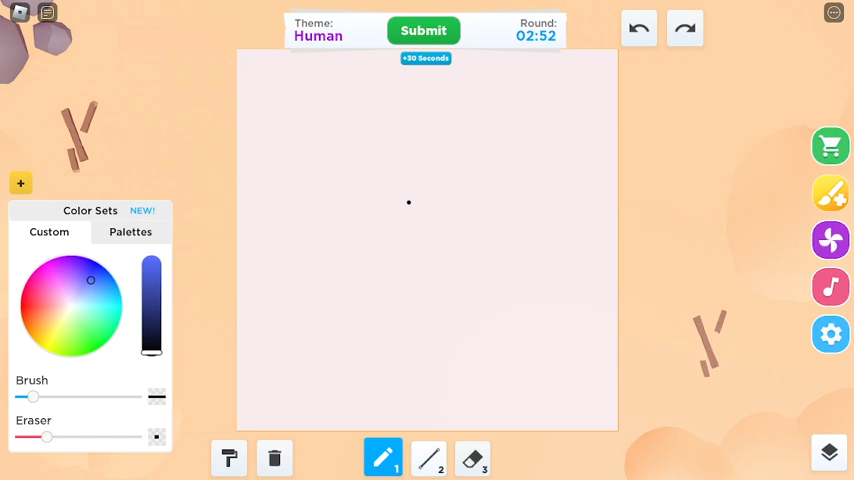 Theme:
Human
Submit
Round:
02:52
+30 Seconds
+
Color Sets NEW!
Custom Palettes
Brush
Eraser
1
2
3